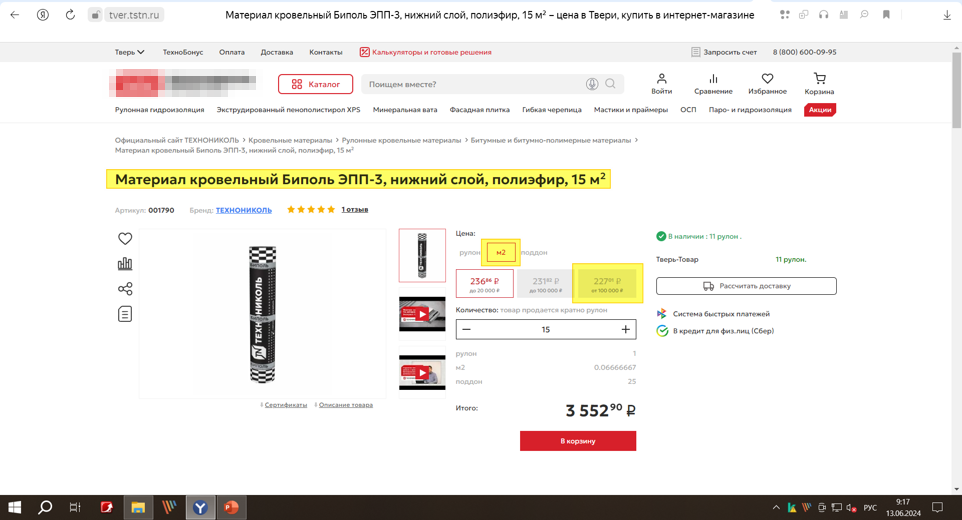 tver.tstn.ru
Материал кровельный Биполь ЭПП-3, нижний слой, полиэфир, 15 м² – цена в Твери, купить в интернет-магазине
Тверь
ТехноБонус
Оплата
Доставка
Контакты
Калькуляторы и готовые решения
Запросить счет
8 (800) 600-09-95
Каталог
Поищем вместе?
Войти
Сравнение
Избранное
Корзина
Рулонная гидроизоляция
Экструдированный пенополистирол XPS
Минеральная вата
Фасадная плитка
Гибкая черепица
Мастики и праймеры
ОСП
Паро- и гидроизоляция
Акции
Официальный сайт ТЕХНОНИКОЛЬ > Кровельные материалы > Рулонные кровельные материалы > Битумные и битумно-полимерные материалы >
Материал кровельный Биполь ЭПП-3, нижний слой, полиэфир, 15 м²
Материал кровельный Биполь ЭПП-3, нижний слой, полиэфир, 15 м²
Артикул: 001790
Бренд: ТЕХНОНИКОЛЬ
1 отзыв
ТЕХНОНИКОЛЬ
Сертификаты
Описание товара
Цена:
рулон
м2
поддон
236⁸⁶ ₽
до 20 000 ₽
до 100 000 ₽
от 100 000 ₽
Количество: товар продается кратно рулон
— 15 +
рулон 1
м2 0.06666667
поддон 25
Итого: 3 552⁹⁰ ₽
В корзину
В наличии : 11 рулон .
Тверь-Товар 11 рулон.
Рассчитать доставку
Система быстрых платежей
В кредит для физ.лиц (Сбер)
РУС
9:17
13.06.2024